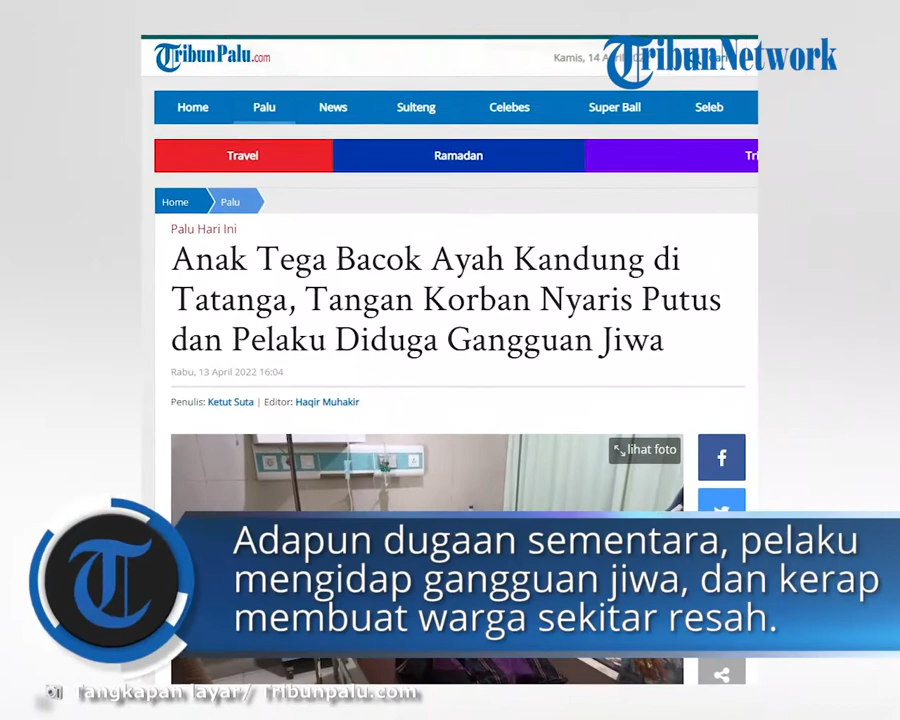 TribunPalu.com
Kamis, 14 April
TribunNetwork
Home Palu News Sulteng Celebes Super Ball Seleb
Travel Ramadan Tri
Home Palu
Palu Hari Ini
Anak Tega Bacok Ayah Kandung di
Tatanga, Tangan Korban Nyaris Putus
dan Pelaku Diduga Gangguan Jiwa
Rabu, 13 April 2022 16:04
Penulis: Ketut Suta | Editor: Haqir Muhakir
lihat foto
Adapun dugaan sementara, pelaku
mengidap gangguan jiwa, dan kerap
membuat warga sekitar resah.
Tangkapan layar / Tribunpalu.com